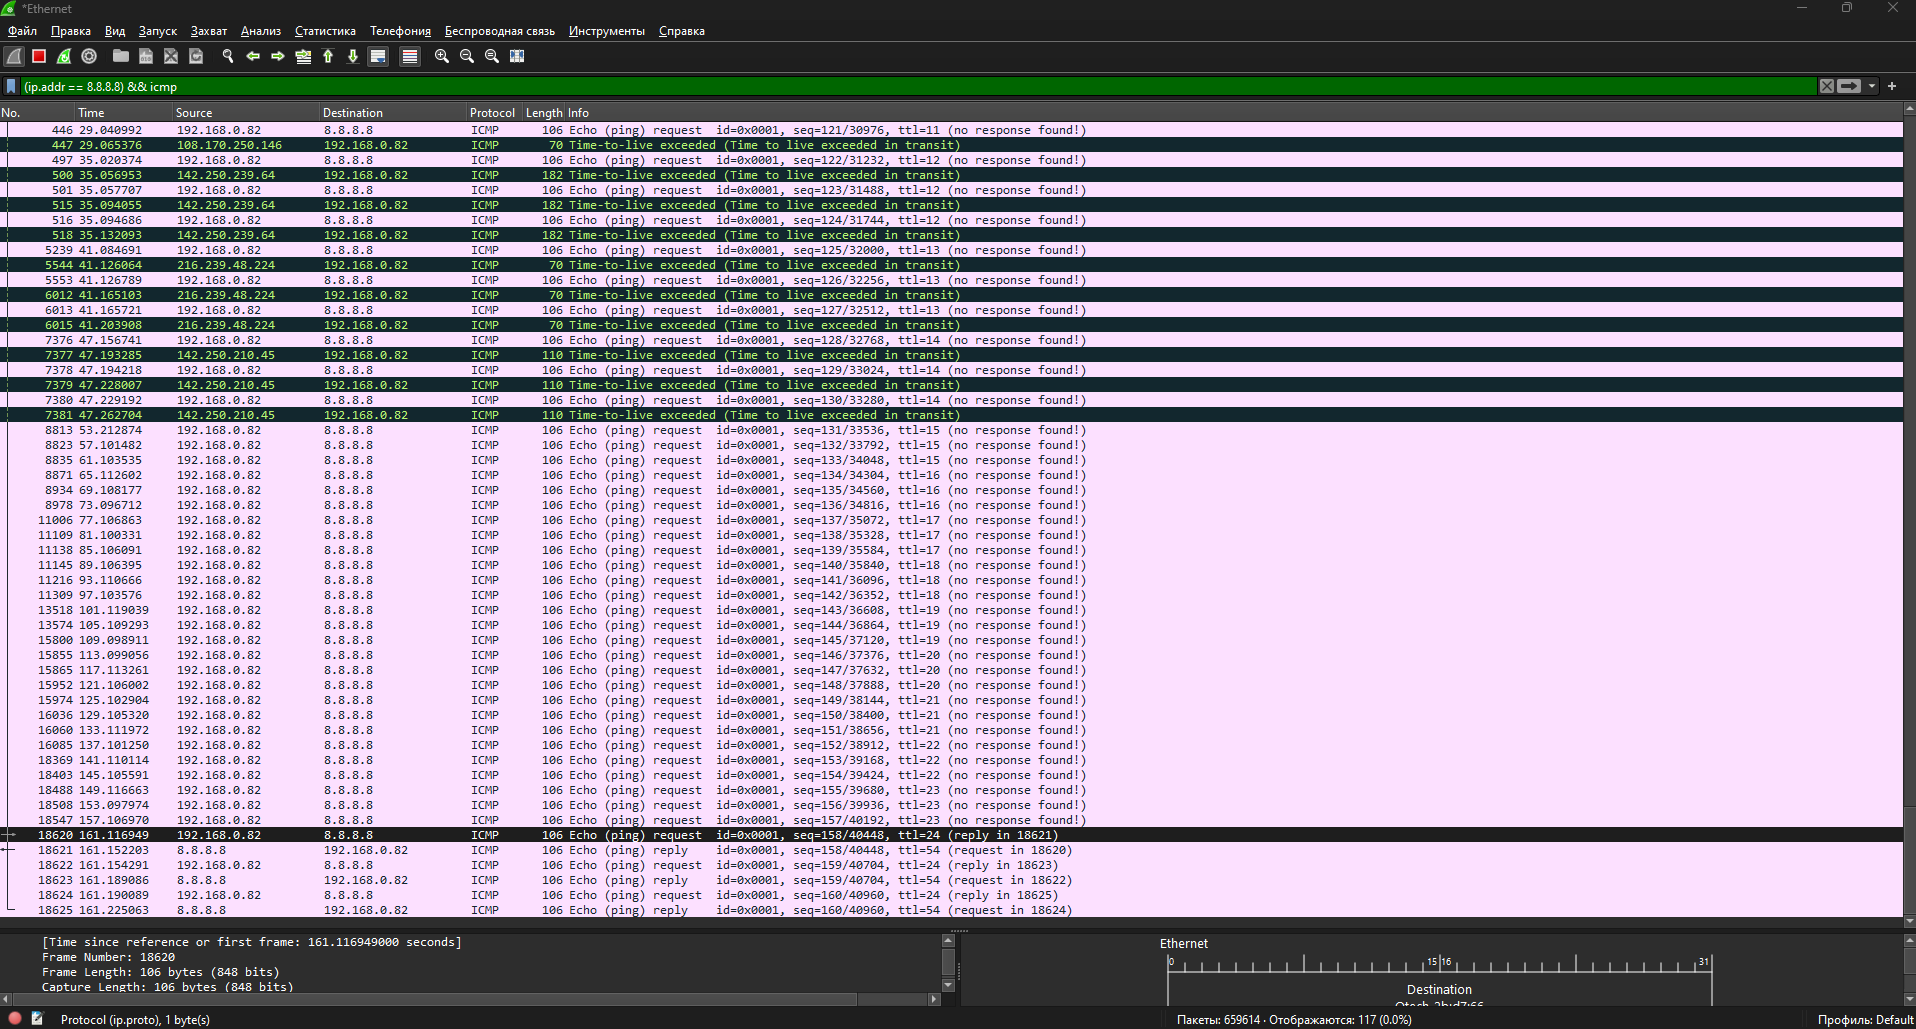 *Ethernet
Файл Правка Вид Запуск Захват Анализ Статистика Телефония Беспроводная связь Инструменты Справка
(ip.addr == 8.8.8.8) && icmp
No. Time Source Destination Protocol Length Info
446 29.040992 192.168.0.82 8.8.8.8 ICMP 106 Echo (ping) request id=0x0001, seq=121/30976, ttl=11 (no response found!)
447 29.065376 108.170.250.146 192.168.0.82 ICMP 70 Time-to-live exceeded (Time to live exceeded in transit)
497 35.020374 192.168.0.82 8.8.8.8 ICMP 106 Echo (ping) request id=0x0001, seq=122/31232, ttl=12 (no response found!)
500 35.056953 142.250.239.64 192.168.0.82 ICMP 182 Time-to-live exceeded (Time to live exceeded in transit)
501 35.057707 192.168.0.82 8.8.8.8 ICMP 106 Echo (ping) request id=0x0001, seq=123/31488, ttl=12 (no response found!)
515 35.094055 142.250.239.64 192.168.0.82 ICMP 182 Time-to-live exceeded (Time to live exceeded in transit)
516 35.094686 192.168.0.82 8.8.8.8 ICMP 106 Echo (ping) request id=0x0001, seq=124/31744, ttl=12 (no response found!)
518 35.132093 142.250.239.64 192.168.0.82 ICMP 182 Time-to-live exceeded (Time to live exceeded in transit)
5239 41.084691 192.168.0.82 8.8.8.8 ICMP 106 Echo (ping) request id=0x0001, seq=125/32000, ttl=13 (no response found!)
5544 41.126064 216.239.48.224 192.168.0.82 ICMP 70 Time-to-live exceeded (Time to live exceeded in transit)
5553 41.126789 192.168.0.82 8.8.8.8 ICMP 106 Echo (ping) request id=0x0001, seq=126/32256, ttl=13 (no response found!)
6012 41.165103 216.239.48.224 192.168.0.82 ICMP 70 Time-to-live exceeded (Time to live exceeded in transit)
6013 41.165721 192.168.0.82 8.8.8.8 ICMP 106 Echo (ping) request id=0x0001, seq=127/32512, ttl=13 (no response found!)
6015 41.203908 216.239.48.224 192.168.0.82 ICMP 70 Time-to-live exceeded (Time to live exceeded in transit)
7376 47.156741 192.168.0.82 8.8.8.8 ICMP 106 Echo (ping) request id=0x0001, seq=128/32768, ttl=14 (no response found!)
7377 47.193285 142.250.210.45 192.168.0.82 ICMP 110 Time-to-live exceeded (Time to live exceeded in transit)
7378 47.194218 192.168.0.82 8.8.8.8 ICMP 106 Echo (ping) request id=0x0001, seq=129/33024, ttl=14 (no response found!)
7379 47.228007 142.250.210.45 192.168.0.82 ICMP 110 Time-to-live exceeded (Time to live exceeded in transit)
7380 47.229192 192.168.0.82 8.8.8.8 ICMP 106 Echo (ping) request id=0x0001, seq=130/33280, ttl=14 (no response found!)
7381 47.262704 142.250.210.45 192.168.0.82 ICMP 110 Time-to-live exceeded (Time to live exceeded in transit)
8813 53.212874 192.168.0.82 8.8.8.8 ICMP 106 Echo (ping) request id=0x0001, seq=131/33536, ttl=15 (no response found!)
8823 57.101482 192.168.0.82 8.8.8.8 ICMP 106 Echo (ping) request id=0x0001, seq=132/33792, ttl=15 (no response found!)
8835 61.103535 192.168.0.82 8.8.8.8 ICMP 106 Echo (ping) request id=0x0001, seq=133/34048, ttl=15 (no response found!)
8871 65.112602 192.168.0.82 8.8.8.8 ICMP 106 Echo (ping) request id=0x0001, seq=134/34304, ttl=16 (no response found!)
8934 69.108177 192.168.0.82 8.8.8.8 ICMP 106 Echo (ping) request id=0x0001, seq=135/34560, ttl=16 (no response found!)
8978 73.096712 192.168.0.82 8.8.8.8 ICMP 106 Echo (ping) request id=0x0001, seq=136/34816, ttl=16 (no response found!)
11006 77.106863 192.168.0.82 8.8.8.8 ICMP 106 Echo (ping) request id=0x0001, seq=137/35072, ttl=17 (no response found!)
11109 81.100331 192.168.0.82 8.8.8.8 ICMP 106 Echo (ping) request id=0x0001, seq=138/35328, ttl=17 (no response found!)
11138 85.106091 192.168.0.82 8.8.8.8 ICMP 106 Echo (ping) request id=0x0001, seq=139/35584, ttl=17 (no response found!)
11145 89.106395 192.168.0.82 8.8.8.8 ICMP 106 Echo (ping) request id=0x0001, seq=140/35840, ttl=18 (no response found!)
11216 93.110666 192.168.0.82 8.8.8.8 ICMP 106 Echo (ping) request id=0x0001, seq=141/36096, ttl=18 (no response found!)
11309 97.103576 192.168.0.82 8.8.8.8 ICMP 106 Echo (ping) request id=0x0001, seq=142/36352, ttl=18 (no response found!)
13518 101.119039 192.168.0.82 8.8.8.8 ICMP 106 Echo (ping) request id=0x0001, seq=143/36608, ttl=19 (no response found!)
13574 105.109293 192.168.0.82 8.8.8.8 ICMP 106 Echo (ping) request id=0x0001, seq=144/36864, ttl=19 (no response found!)
15800 109.098911 192.168.0.82 8.8.8.8 ICMP 106 Echo (ping) request id=0x0001, seq=145/37120, ttl=19 (no response found!)
15855 113.099056 192.168.0.82 8.8.8.8 ICMP 106 Echo (ping) request id=0x0001, seq=146/37376, ttl=20 (no response found!)
15865 117.113261 192.168.0.82 8.8.8.8 ICMP 106 Echo (ping) request id=0x0001, seq=147/37632, ttl=20 (no response found!)
15952 121.106002 192.168.0.82 8.8.8.8 ICMP 106 Echo (ping) request id=0x0001, seq=148/37888, ttl=20 (no response found!)
15974 125.102904 192.168.0.82 8.8.8.8 ICMP 106 Echo (ping) request id=0x0001, seq=149/38144, ttl=21 (no response found!)
16036 129.105320 192.168.0.82 8.8.8.8 ICMP 106 Echo (ping) request id=0x0001, seq=150/38400, ttl=21 (no response found!)
16060 133.111972 192.168.0.82 8.8.8.8 ICMP 106 Echo (ping) request id=0x0001, seq=151/38656, ttl=21 (no response found!)
16085 137.101250 192.168.0.82 8.8.8.8 ICMP 106 Echo (ping) request id=0x0001, seq=152/38912, ttl=22 (no response found!)
18369 141.110114 192.168.0.82 8.8.8.8 ICMP 106 Echo (ping) request id=0x0001, seq=153/39168, ttl=22 (no response found!)
18403 145.105591 192.168.0.82 8.8.8.8 ICMP 106 Echo (ping) request id=0x0001, seq=154/39424, ttl=22 (no response found!)
18488 149.116663 192.168.0.82 8.8.8.8 ICMP 106 Echo (ping) request id=0x0001, seq=155/39680, ttl=23 (no response found!)
18508 153.097974 192.168.0.82 8.8.8.8 ICMP 106 Echo (ping) request id=0x0001, seq=156/39936, ttl=23 (no response found!)
18547 157.106970 192.168.0.82 8.8.8.8 ICMP 106 Echo (ping) request id=0x0001, seq=157/40192, ttl=23 (no response found!)
18620 161.116949 192.168.0.82 8.8.8.8 ICMP 106 Echo (ping) request id=0x0001, seq=158/40448, ttl=24 (reply in 18621)
18621 161.152203 8.8.8.8 192.168.0.82 ICMP 106 Echo (ping) reply id=0x0001, seq=158/40448, ttl=54 (request in 18620)
18622 161.154291 192.168.0.82 8.8.8.8 ICMP 106 Echo (ping) request id=0x0001, seq=159/40704, ttl=24 (reply in 18623)
18623 161.189086 8.8.8.8 192.168.0.82 ICMP 106 Echo (ping) reply id=0x0001, seq=159/40704, ttl=54 (request in 18622)
18624 161.190089 192.168.0.82 8.8.8.8 ICMP 106 Echo (ping) request id=0x0001, seq=160/40960, ttl=24 (reply in 18625)
18625 161.225063 8.8.8.8 192.168.0.82 ICMP 106 Echo (ping) reply id=0x0001, seq=160/40960, ttl=54 (request in 18624)
[Time since reference or first frame: 161.116949000 seconds]
Frame Number: 18620
Frame Length: 106 bytes (848 bits)
Capture Length: 106 bytes (848 bits)
Ethernet
0 15 16 31
Destination
Protocol (ip.proto), 1 byte(s)
Пакеты: 659614 · Отображаются: 117 (0.0%)
Профиль: Default